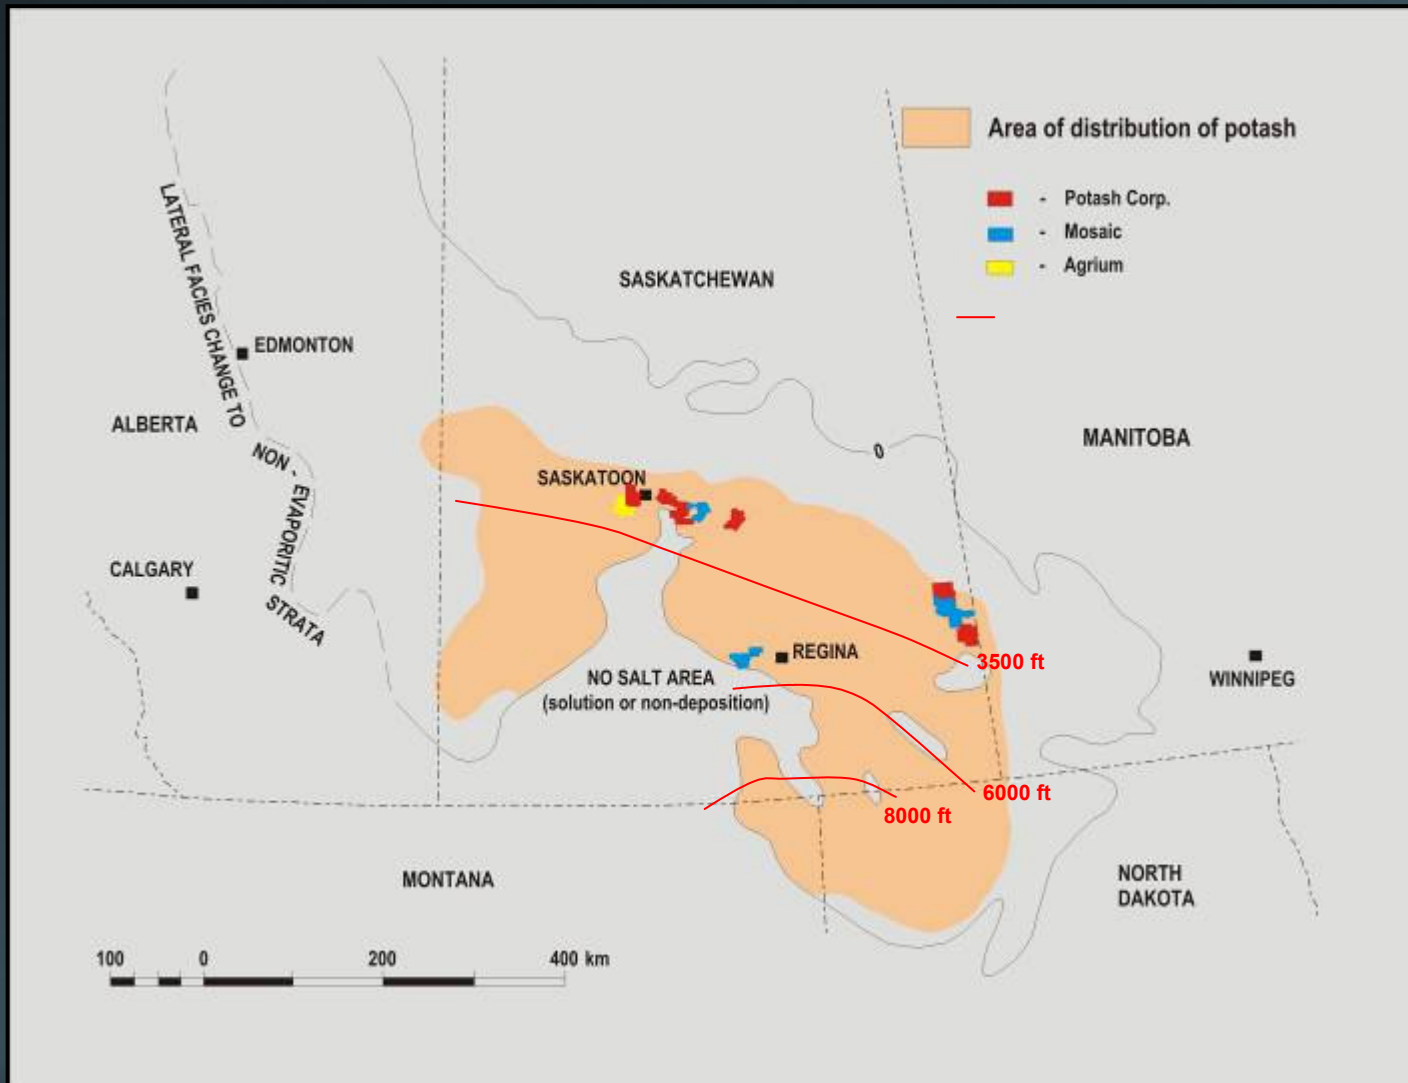 Area of distribution of potash
- Potash Corp.
- Mosaic
- Agrium
LATERAL FACIES CHANGE TO
NON - EVAPORITIC
STRATA
SASKATCHEWAN
EDMONTON
ALBERTA
MANITOBA
0
SASKATOON
CALGARY
REGINA
3500 ft
NO SALT AREA
(solution or non-deposition)
WINNIPEG
6000 ft
8000 ft
MONTANA
NORTH
DAKOTA
100 0 200 400 km